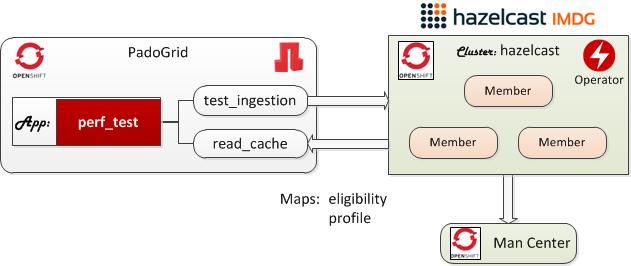 hazelcast IMDG
PadoGrid
OPENSHIFT
App: perf_test
test_ingestion
read_cache
Cluster: hazelcast
OPENSHIFT
Operator
Member
Member
Member
Maps: eligibility
profile
OPENSHIFT
Man Center